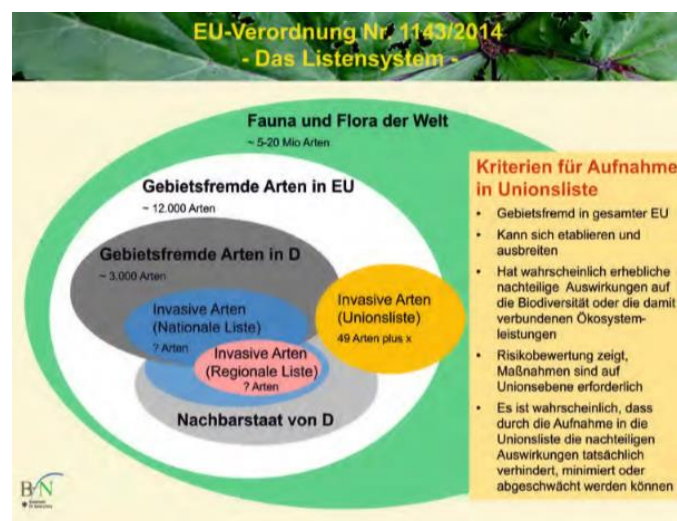 EU-Verordnung Nr. 1143/2014
- Das Listensystem -
Fauna und Flora der Welt
~ 5-20 Mio Arten
Gebietsfremde Arten in EU
~ 12.000 Arten
Gebietsfremde Arten in D
~ 3.000 Arten
Invasive Arten
(Nationale Liste)
? Arten
Invasive Arten
(Regionale Liste)
? Arten
Nachbarstaat von D
Invasive Arten
(Unionsliste)
49 Arten plus x
Kriterien für Aufnahme
in Unionsliste
• Gebietsfremd in gesamter EU
• Kann sich etablieren und
ausbreiten
• Hat wahrscheinlich erhebliche
nachteilige Auswirkungen auf
die Biodiversität oder die damit
verbundenen Ökosystem-
leistungen
• Risikobewertung zeigt,
Maßnahmen sind auf
Unionsebene erforderlich
• Es ist wahrscheinlich, dass
durch die Aufnahme in die
Unionsliste die nachteiligen
Auswirkungen tatsächlich
verhindert, minimiert oder
abgeschwächt werden können
BfN